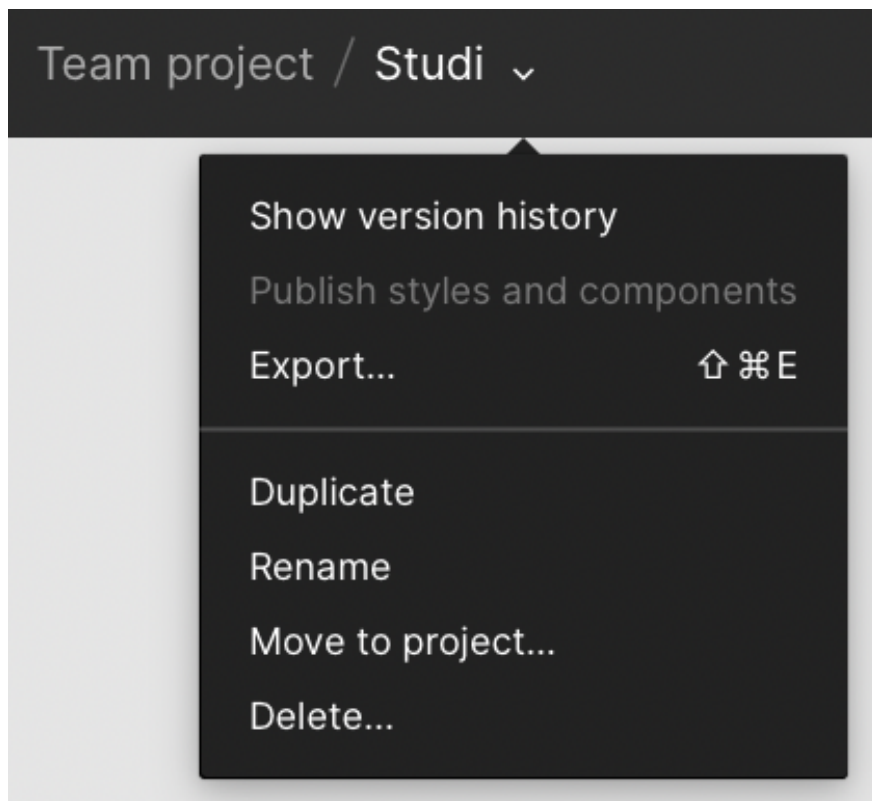 Team project / Studi
Show version history
Publish styles and components
Export... ⇧⌘E
Duplicate
Rename
Move to project...
Delete...